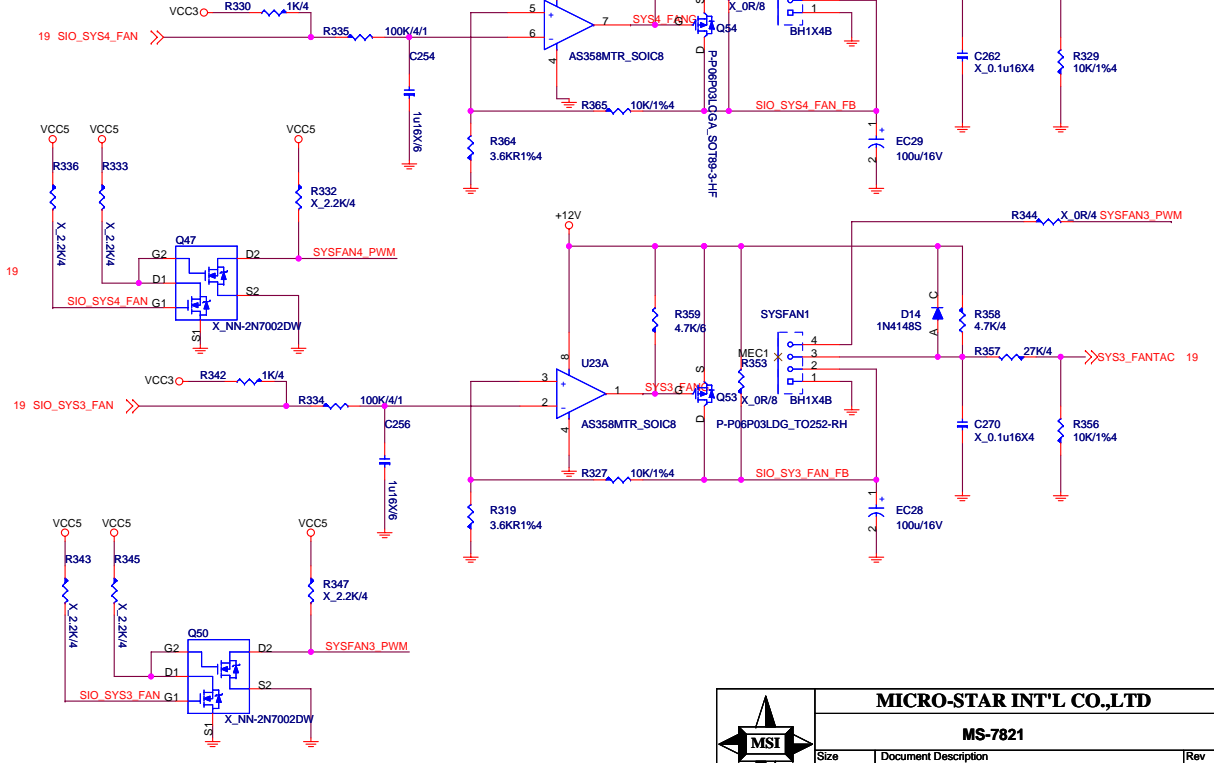 VCC3
R330
1K/4
19 SIO_SYS4_FAN
R335
100K/4/1
C254
1u16X/6
5
6
+
-
7
4
AS358MTR_SOIC8
SYS4_FANG
G
D
Q54
P-P06P03LCGA_SOT89-3-HF
X_0R/8
1
BH1X4B
C262
X_0.1u16X4
R329
10K/1%4
R365
10K/1%4
SIO_SYS4_FAN_FB
R364
3.6KR1%4
1
+
2
EC29
100u/16V
VCC5
VCC5
VCC5
R336
X_2.2K/4
R333
X_2.2K/4
R332
X_2.2K/4
Q47
G2
D2
SYSFAN4_PWM
D1
S2
SIO_SYS4_FAN
G1
S1
X_NN-2N7002DW
19
+12V
R344
X_0R/4
SYSFAN3_PWM
R359
4.7K/6
SYSFAN1
C
D14
1N4148S
A
R358
4.7K/4
MEC1
4
3
2
1
BH1X4B
R353
X_0R/8
R357
27K/4
SYS3_FANTAC 19
VCC3
R342
1K/4
19 SIO_SYS3_FAN
R334
100K/4/1
C256
1u16X/6
8
U23A
3
2
+
-
1
4
AS358MTR_SOIC8
SYS3_FANG
G
S
D
Q53
P-P06P03LDG_TO252-RH
C270
X_0.1u16X4
R356
10K/1%4
R327
10K/1%4
SIO_SY3_FAN_FB
R319
3.6KR1%4
1
+
2
EC28
100u/16V
VCC5
VCC5
VCC5
R343
X_2.2K/4
R345
X_2.2K/4
R347
X_2.2K/4
Q50
G2
D2
SYSFAN3_PWM
D1
S2
SIO_SYS3_FAN
G1
S1
X_NN-2N7002DW
MSI
MICRO-STAR INT'L CO.,LTD
MS-7821
Size
Document Description
Rev